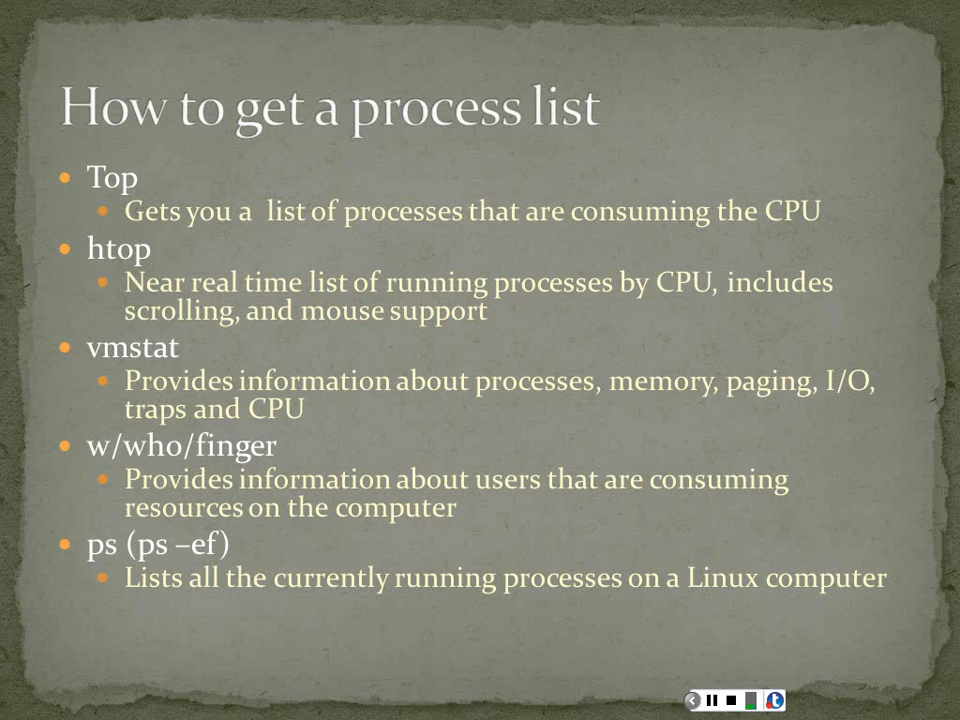 How to get a process list
Top
Gets you a  list of processes that are consuming the CPU
htop
Near real time list of running processes by CPU, includes
scrolling, and mouse support
vmstat
Provides information about processes, memory, paging, I/O,
traps and CPU
w/who/finger
Provides information about users that are consuming
resources on the computer
ps (ps –ef)
Lists all the currently running processes on a Linux computer
t